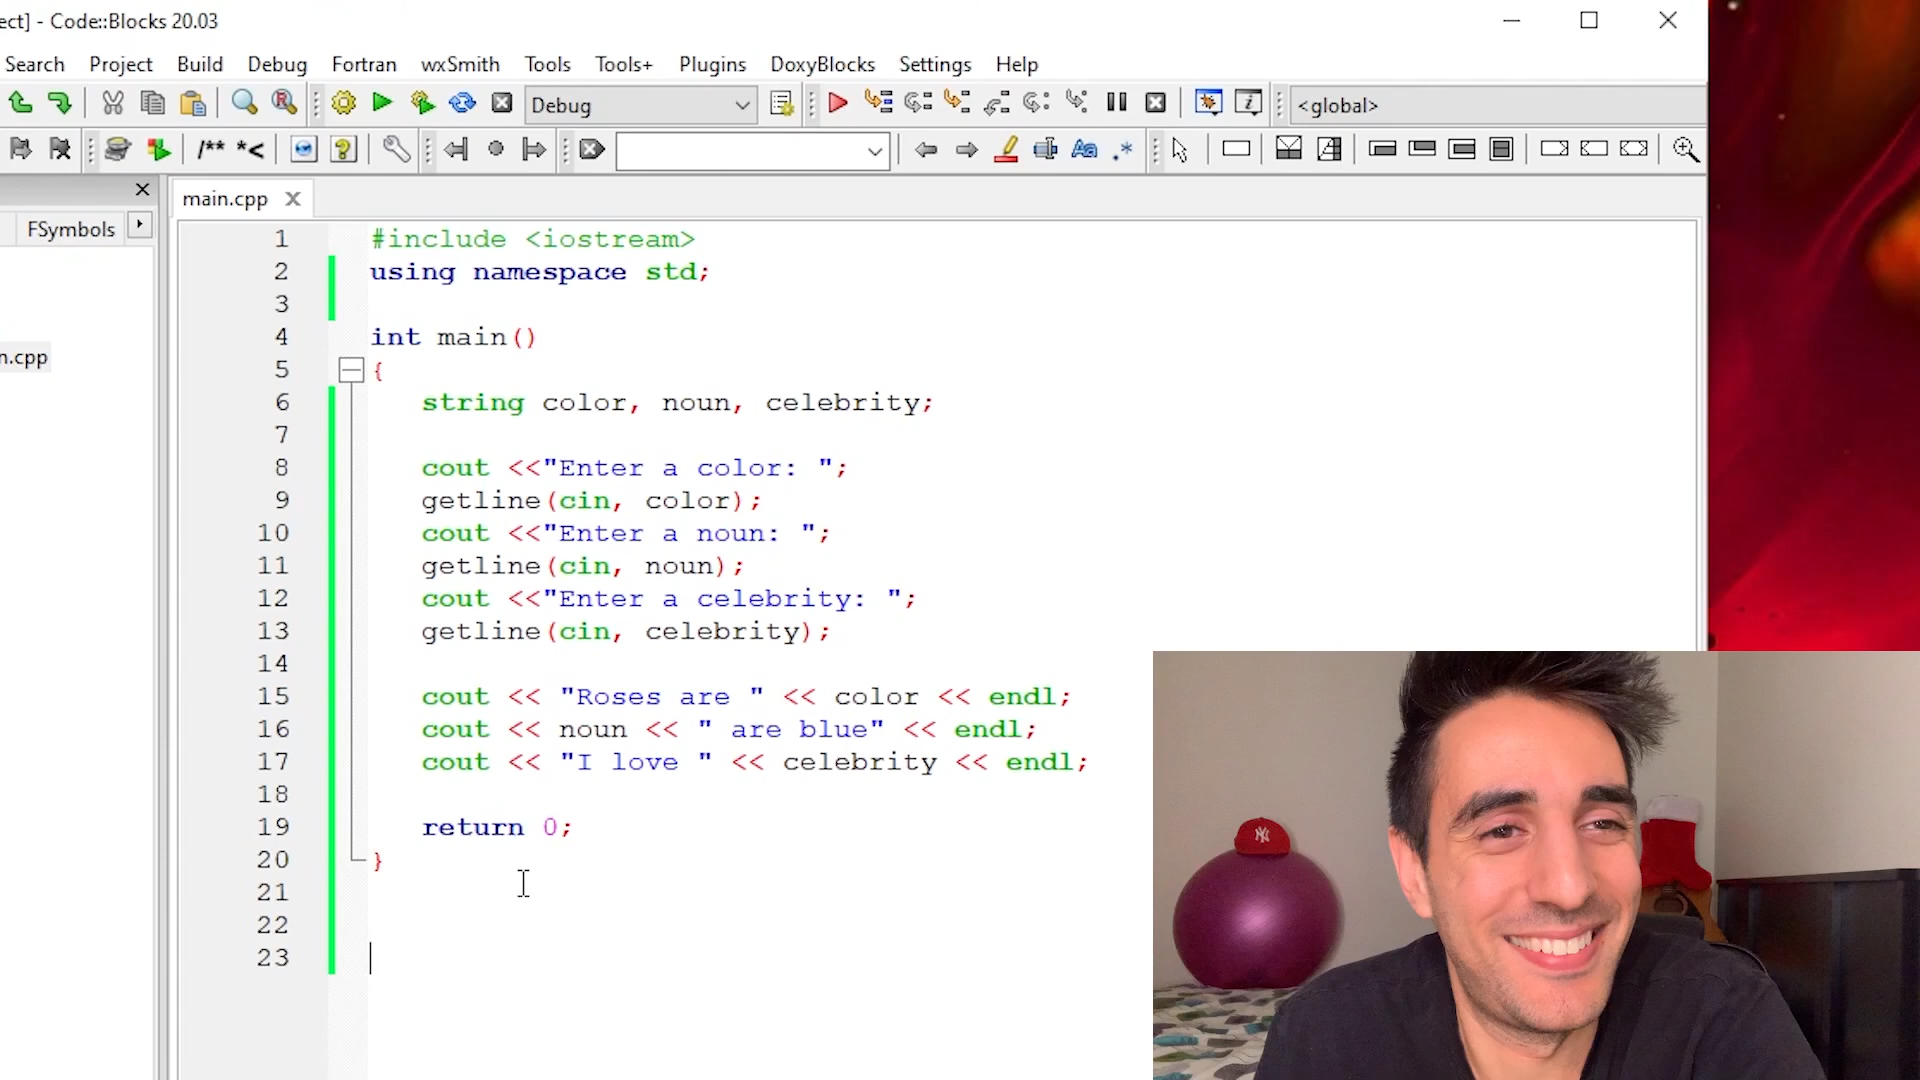 ect] - Code::Blocks 20.03
Search Project Build Debug Fortran wxSmith Tools Tools+ Plugins DoxyBlocks Settings Help
Debug
<global>
/** *<
Aa .*
main.cpp
FSymbols
n.cpp
1 #include <iostream>
2 using namespace std;
3
4 int main()
5 {
6 string color, noun, celebrity;
7
8 cout <<"Enter a color: ";
9 getline(cin, color);
10 cout <<"Enter a noun: ";
11 getline(cin, noun);
12 cout <<"Enter a celebrity: ";
13 getline(cin, celebrity);
14
15 cout << "Roses are " << color << endl;
16 cout << noun << " are blue" << endl;
17 cout << "I love " << celebrity << endl;
18
19 return 0;
20 }
21
22
23
NY